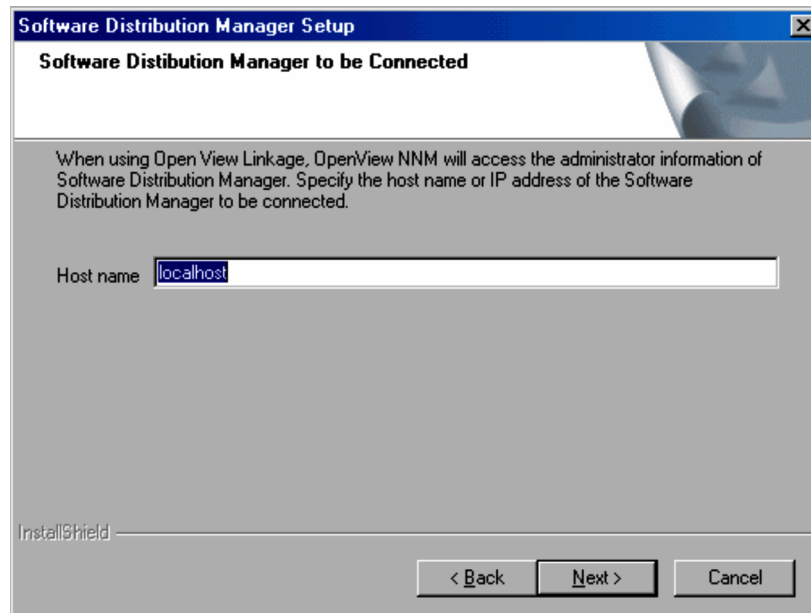 Software Distribution Manager Setup
Software Distibution Manager to be Connected
When using Open View Linkage, OpenView NNM will access the administrator information of
Software Distribution Manager. Specify the host name or IP address of the Software
Distribution Manager to be connected.
Host name localhost
InstallShield
< Back Next > Cancel